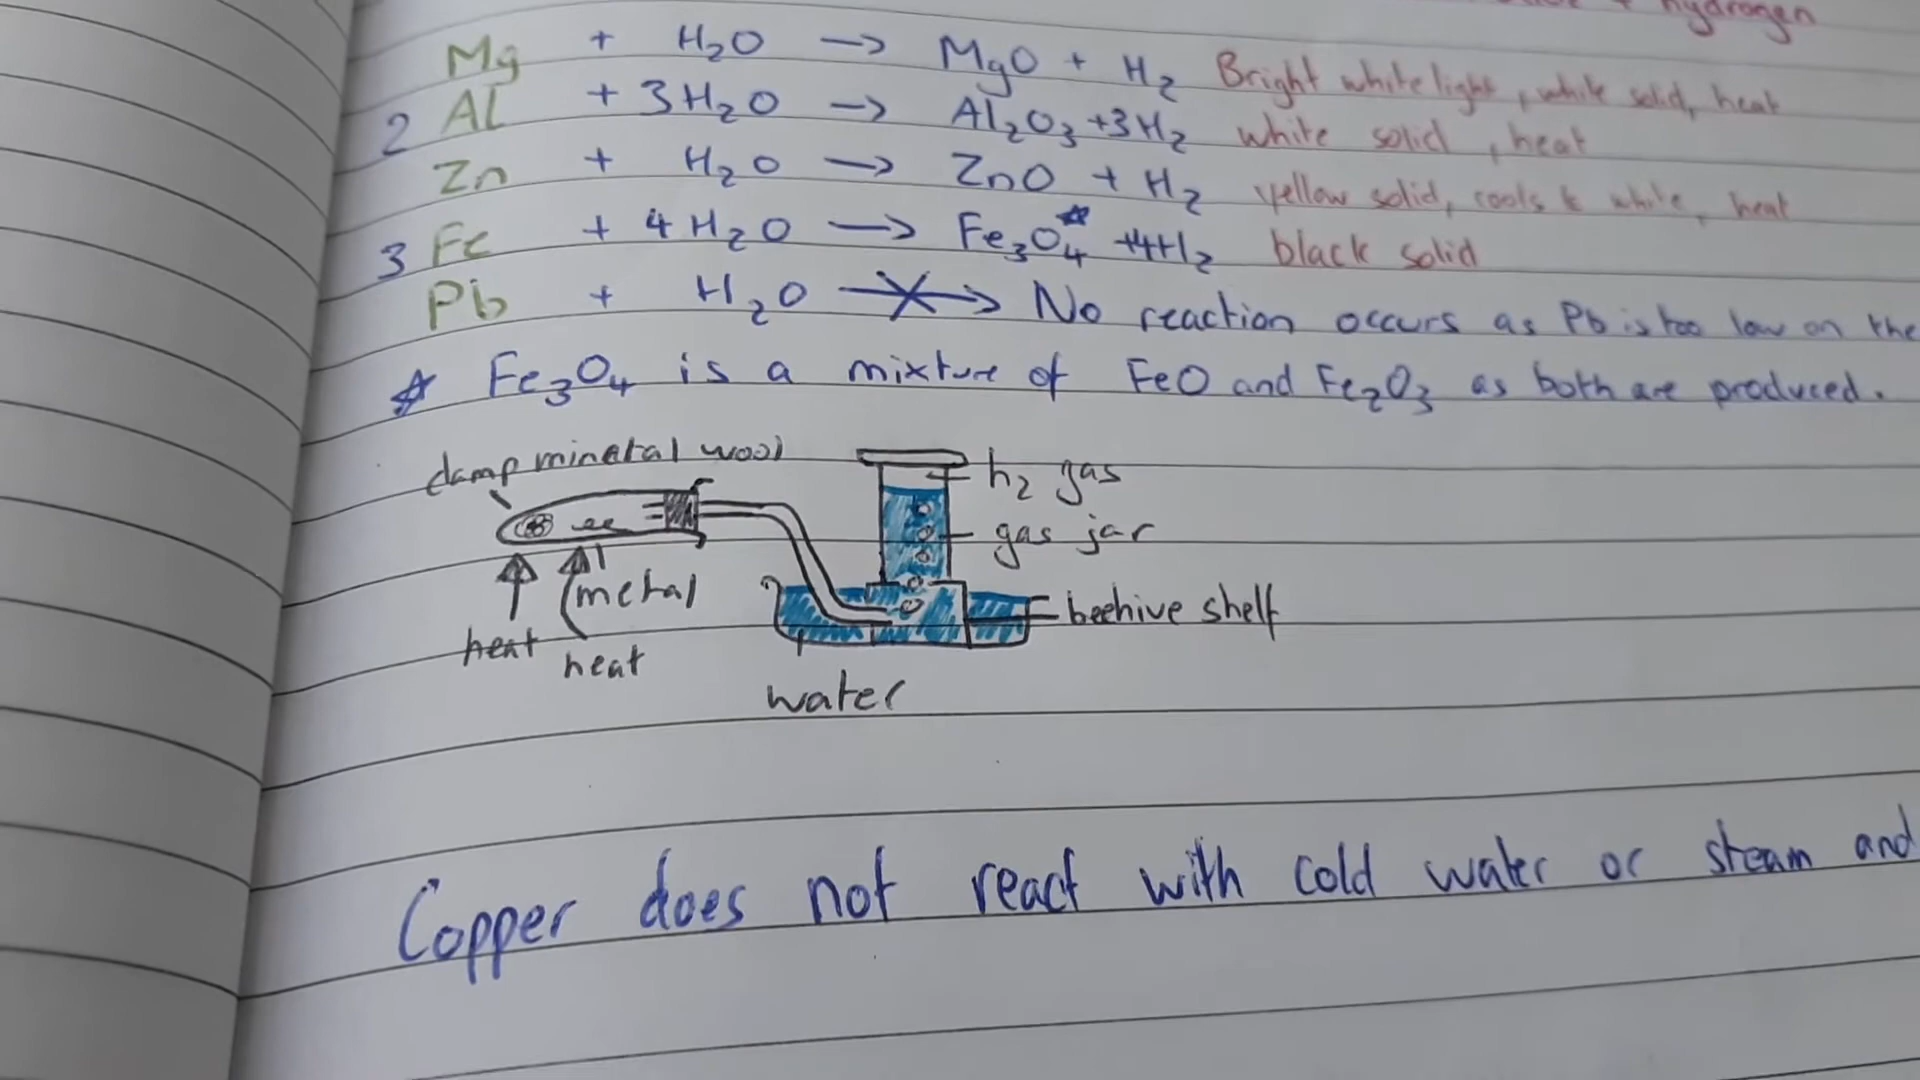 + hydrogen
Mg + H₂O → MgO + H₂ Bright white light, white solid, heat
2 Al + 3H₂O → Al₂O₃ +3H₂ white solid, heat
Zn + H₂O → ZnO + H₂ yellow solid, cools to white, heat
3 Fe + 4H₂O → Fe₃O₄* +4H₂ black solid
Pb + H₂O → No reaction occurs as Pb is too low on the
* Fe₃O₄ is a mixture of FeO and Fe₂O₃ as both are produced.
damp mineral wool
h₂ gas
gas jar
metal
beehive shelf
heat
heat
water
Copper does not react with cold water or steam and